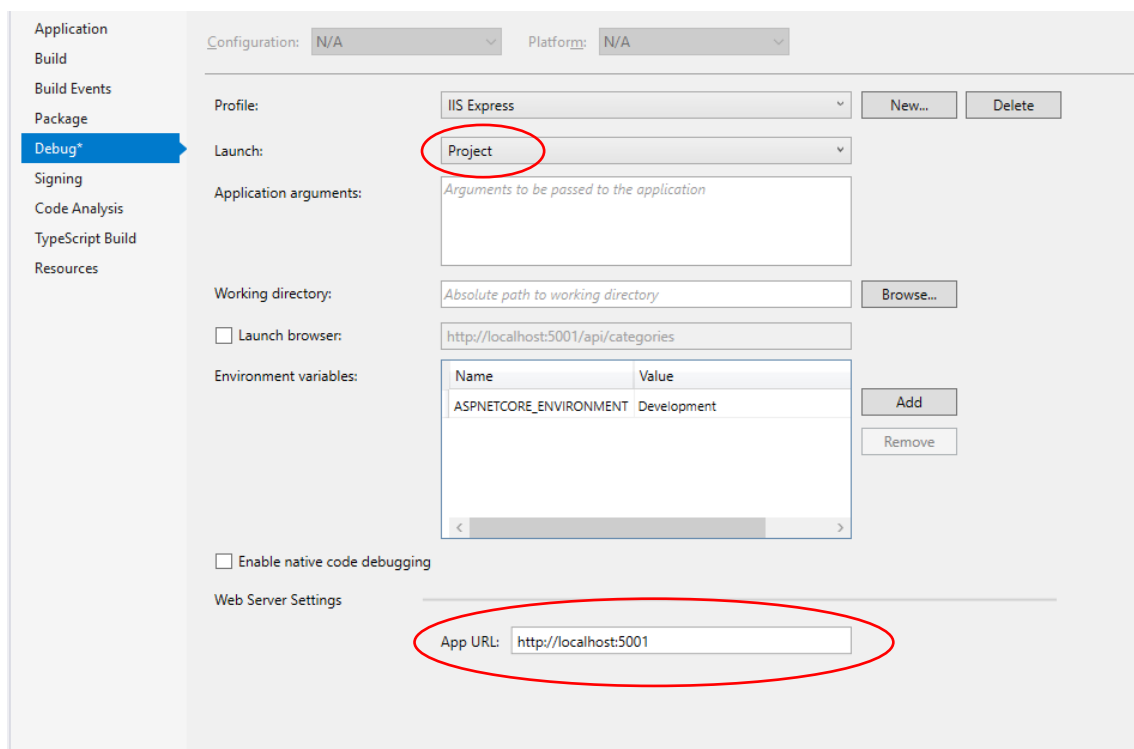 Application
Build
Build Events
Package
Debug*
Signing
Code Analysis
TypeScript Build
Resources
Configuration: N/A Platform: N/A
Profile: IIS Express New... Delete
Launch: Project
Application arguments: Arguments to be passed to the application
Working directory: Absolute path to working directory Browse...
Launch browser: http://localhost:5001/api/categories
Environment variables: Name Value
ASPNETCORE_ENVIRONMENT Development Add
Remove
Enable native code debugging
Web Server Settings
App URL: http://localhost:5001